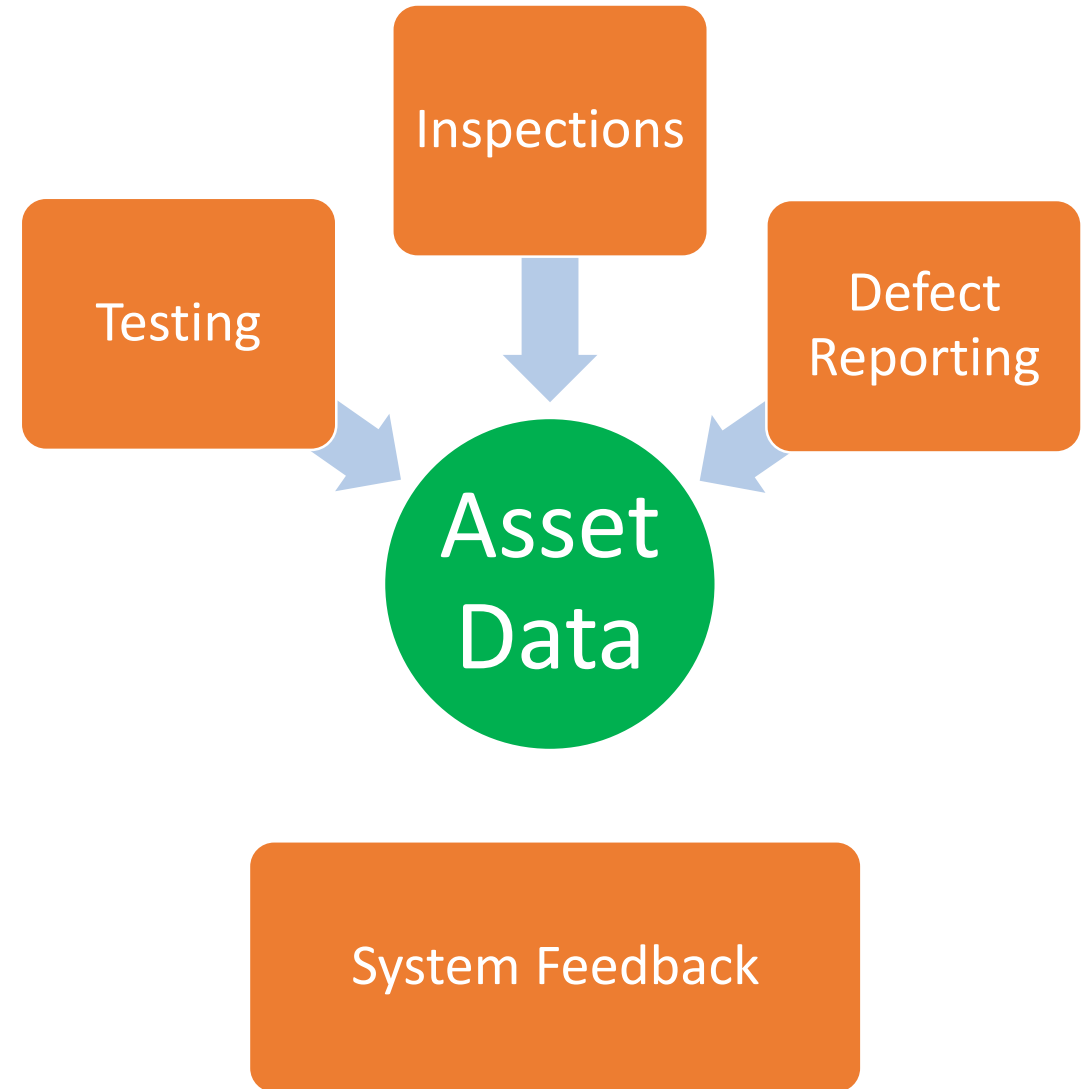 Inspections
Testing
Defect
Reporting
Asset
Data
System Feedback